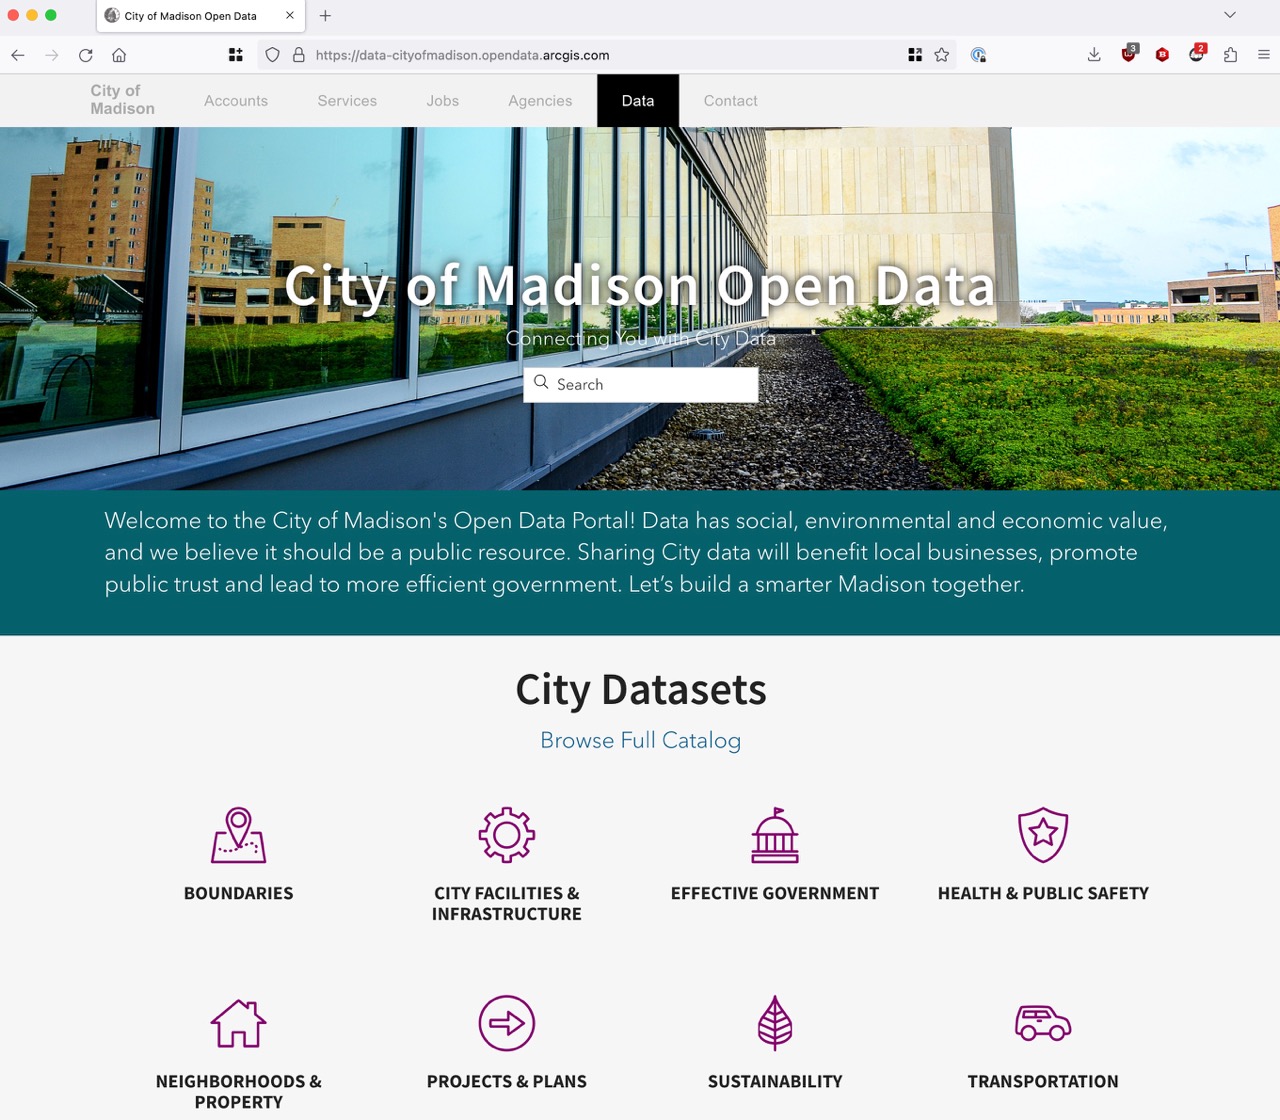 City of Madison Open Data
https://data-cityofmadison.opendata.arcgis.com
3
2
City of
Madison
Accounts
Services
Jobs
Agencies
Data
Contact
City of Madison Open Data
Connecting You with City Data
Search
Welcome to the City of Madison's Open Data Portal! Data has social, environmental and economic value,
and we believe it should be a public resource. Sharing City data will benefit local businesses, promote
public trust and lead to more efficient government. Let’s build a smarter Madison together.
City Datasets
Browse Full Catalog
BOUNDARIES
CITY FACILITIES &
INFRASTRUCTURE
EFFECTIVE GOVERNMENT
HEALTH & PUBLIC SAFETY
NEIGHBORHOODS &
PROPERTY
PROJECTS & PLANS
SUSTAINABILITY
TRANSPORTATION